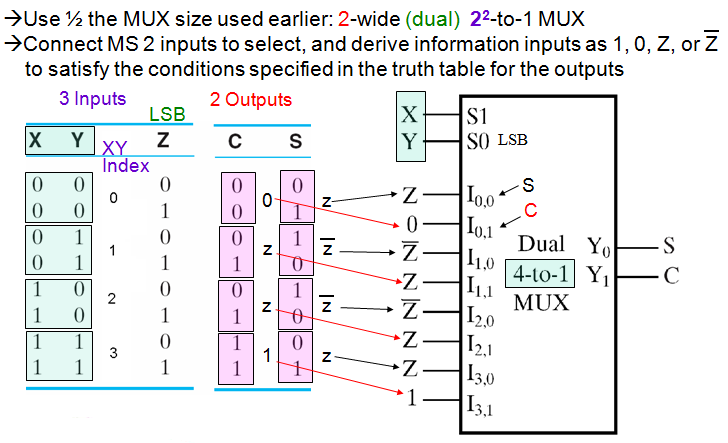 →Use ½ the MUX size used earlier: 2-wide (dual) 2²-to-1 MUX
→Connect MS 2 inputs to select, and derive information inputs as 1, 0, Z, or Z̅
to satisfy the conditions specified in the truth table for the outputs
3 Inputs
LSB
2 Outputs
X Y XY Index Z C S
0 0 0 0 0 0
0 0 1 0 1
0 z
0 1 1 0 0 1
0 1 1 1 0
z z̅
1 0 2 0 0 1
1 0 1 1 0
z z̅
1 1 3 0 1 0
1 1 1 1 1
1 z
X S1
Y S0 LSB
Z I0,0 S
0 I0,1 C
Z̅ I1,0
Z I1,1
Z̅ I2,0
Z I2,1
Z I3,0
1 I3,1
Dual
4-to-1
MUX
Y0 S
Y1 C